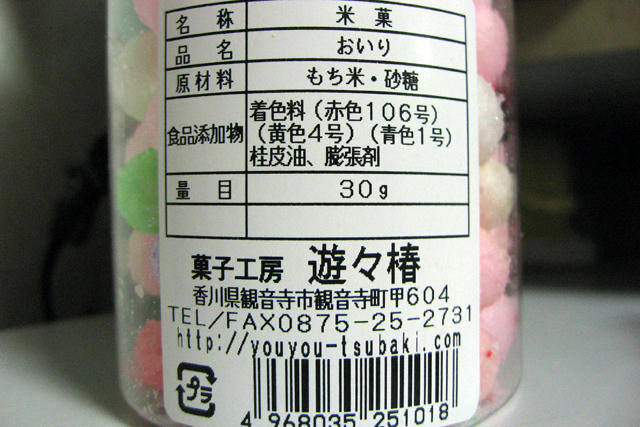 名称 米菓
品名 おいり
原材料 もち米・砂糖
食品添加物 着色料(赤色106号)
(黄色4号)(青色1号)
桂皮油、膨張剤
量目 30g
菓子工房 遊々椿
香川県観音寺市観音寺町甲604
TEL/FAX0875-25-2731
http://youyou-tsubaki.com
プラ
4 968035 251018